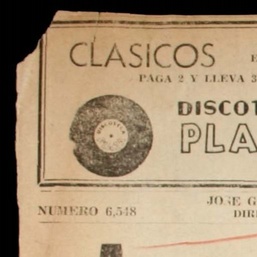 CLASICOS E
PAGA 2 Y LLEVA 3
DISCOT
PLA
NUMERO 6,548
JOSE G
DIR